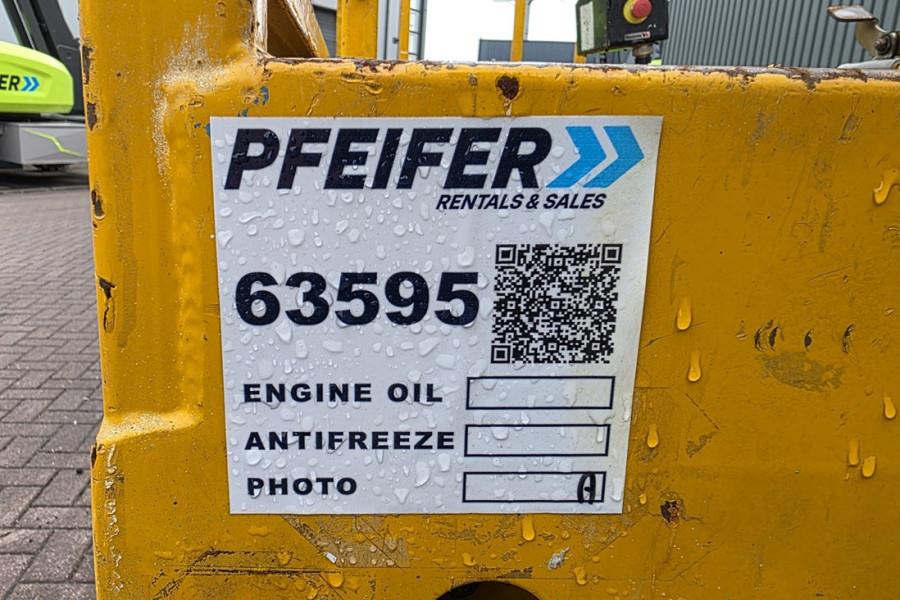 PFEIFER
RENTALS & SALES
63595
ENGINE OIL
ANTIFREEZE
PHOTO